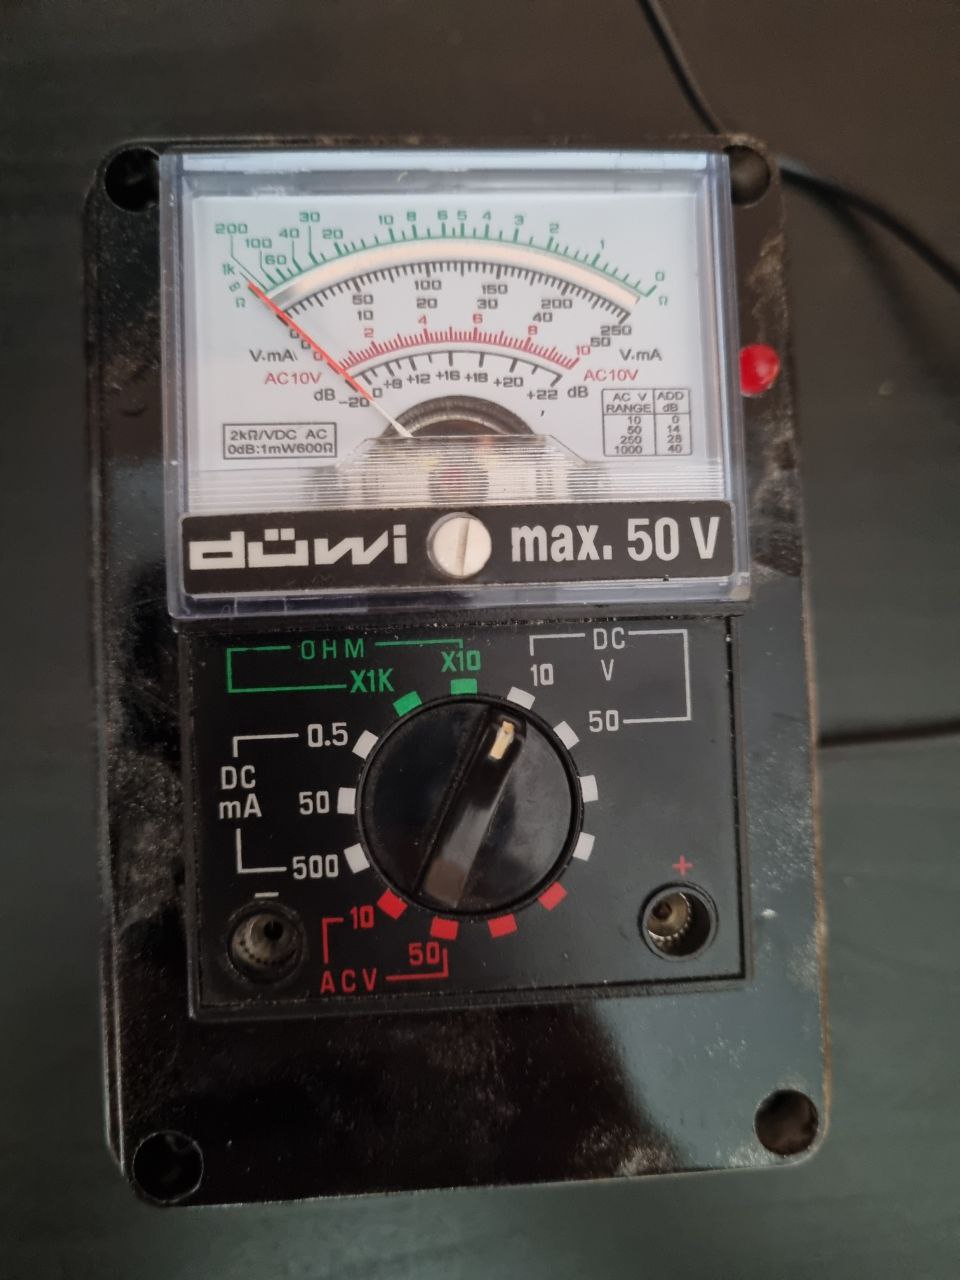 200 100 60 40 30 20 10 8 6 5 4 3 2 1 0
1k
∞
Ω Ω
0 50 100 150 200 250
0 10 20 30 40 50
V·mA V·mA
0 2 4 6 8 10
AC10V AC10V
dB -20 0 +8 +12 +16 +18 +20 +22 dB
AC V RANGE ADD dB
10 0
50 14
250 28
1000 40
2kΩ/VDC AC
0dB:1mW600Ω
düwi max. 50 V
OHM
X1K X10
DC V
10
50
DC mA
0.5
50
500
- +
10
50
ACV